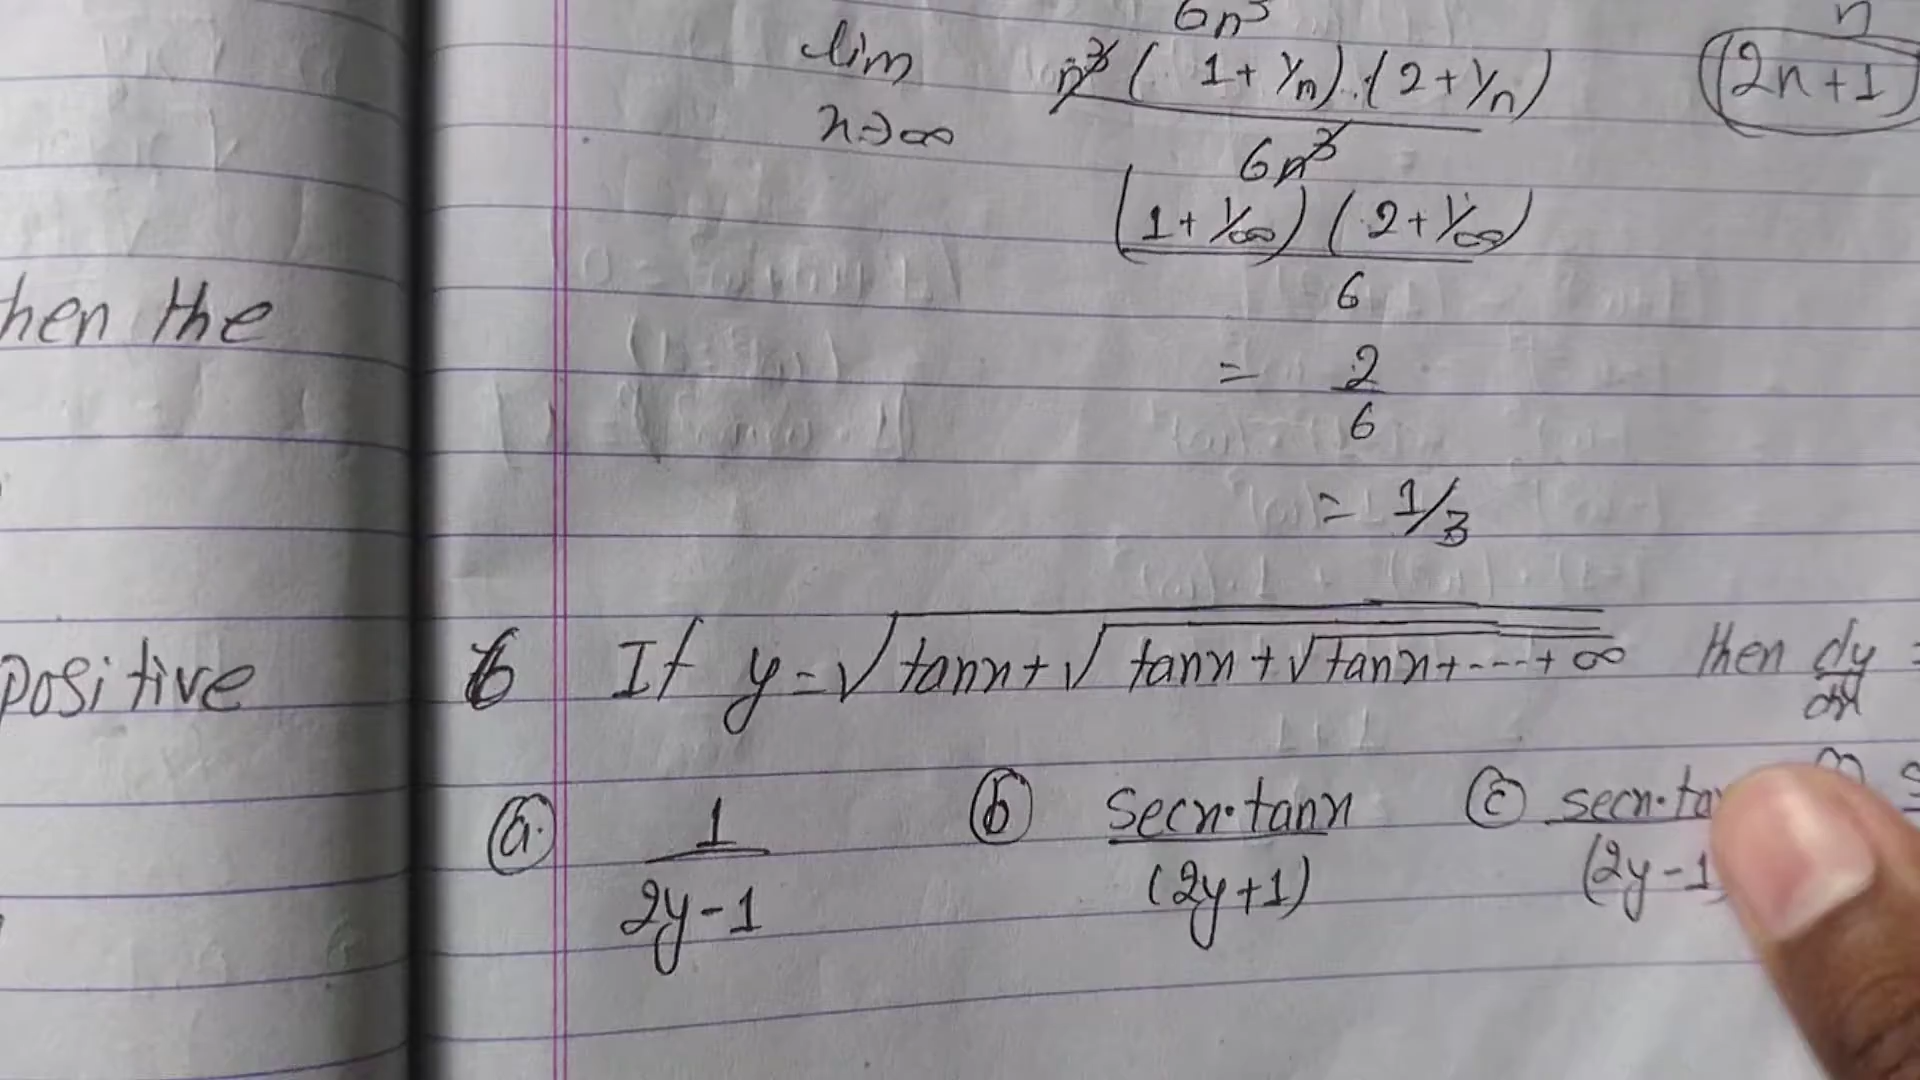 hen the
positive
6n³
lim n³ (1 + 1/n) . (2 + 1/n)
n→∞ 6n³
(1 + 1/∞) (2 + 1/∞)
6
= 2
6
= 1/3
n
(2n+1)
6 If y = √tanx + √tanx + √tanx + ---- + ∞ then dy/dx =
(a) 1
2y-1
(b) secx.tanx
(2y+1)
(c) secx.ta
(2y-1